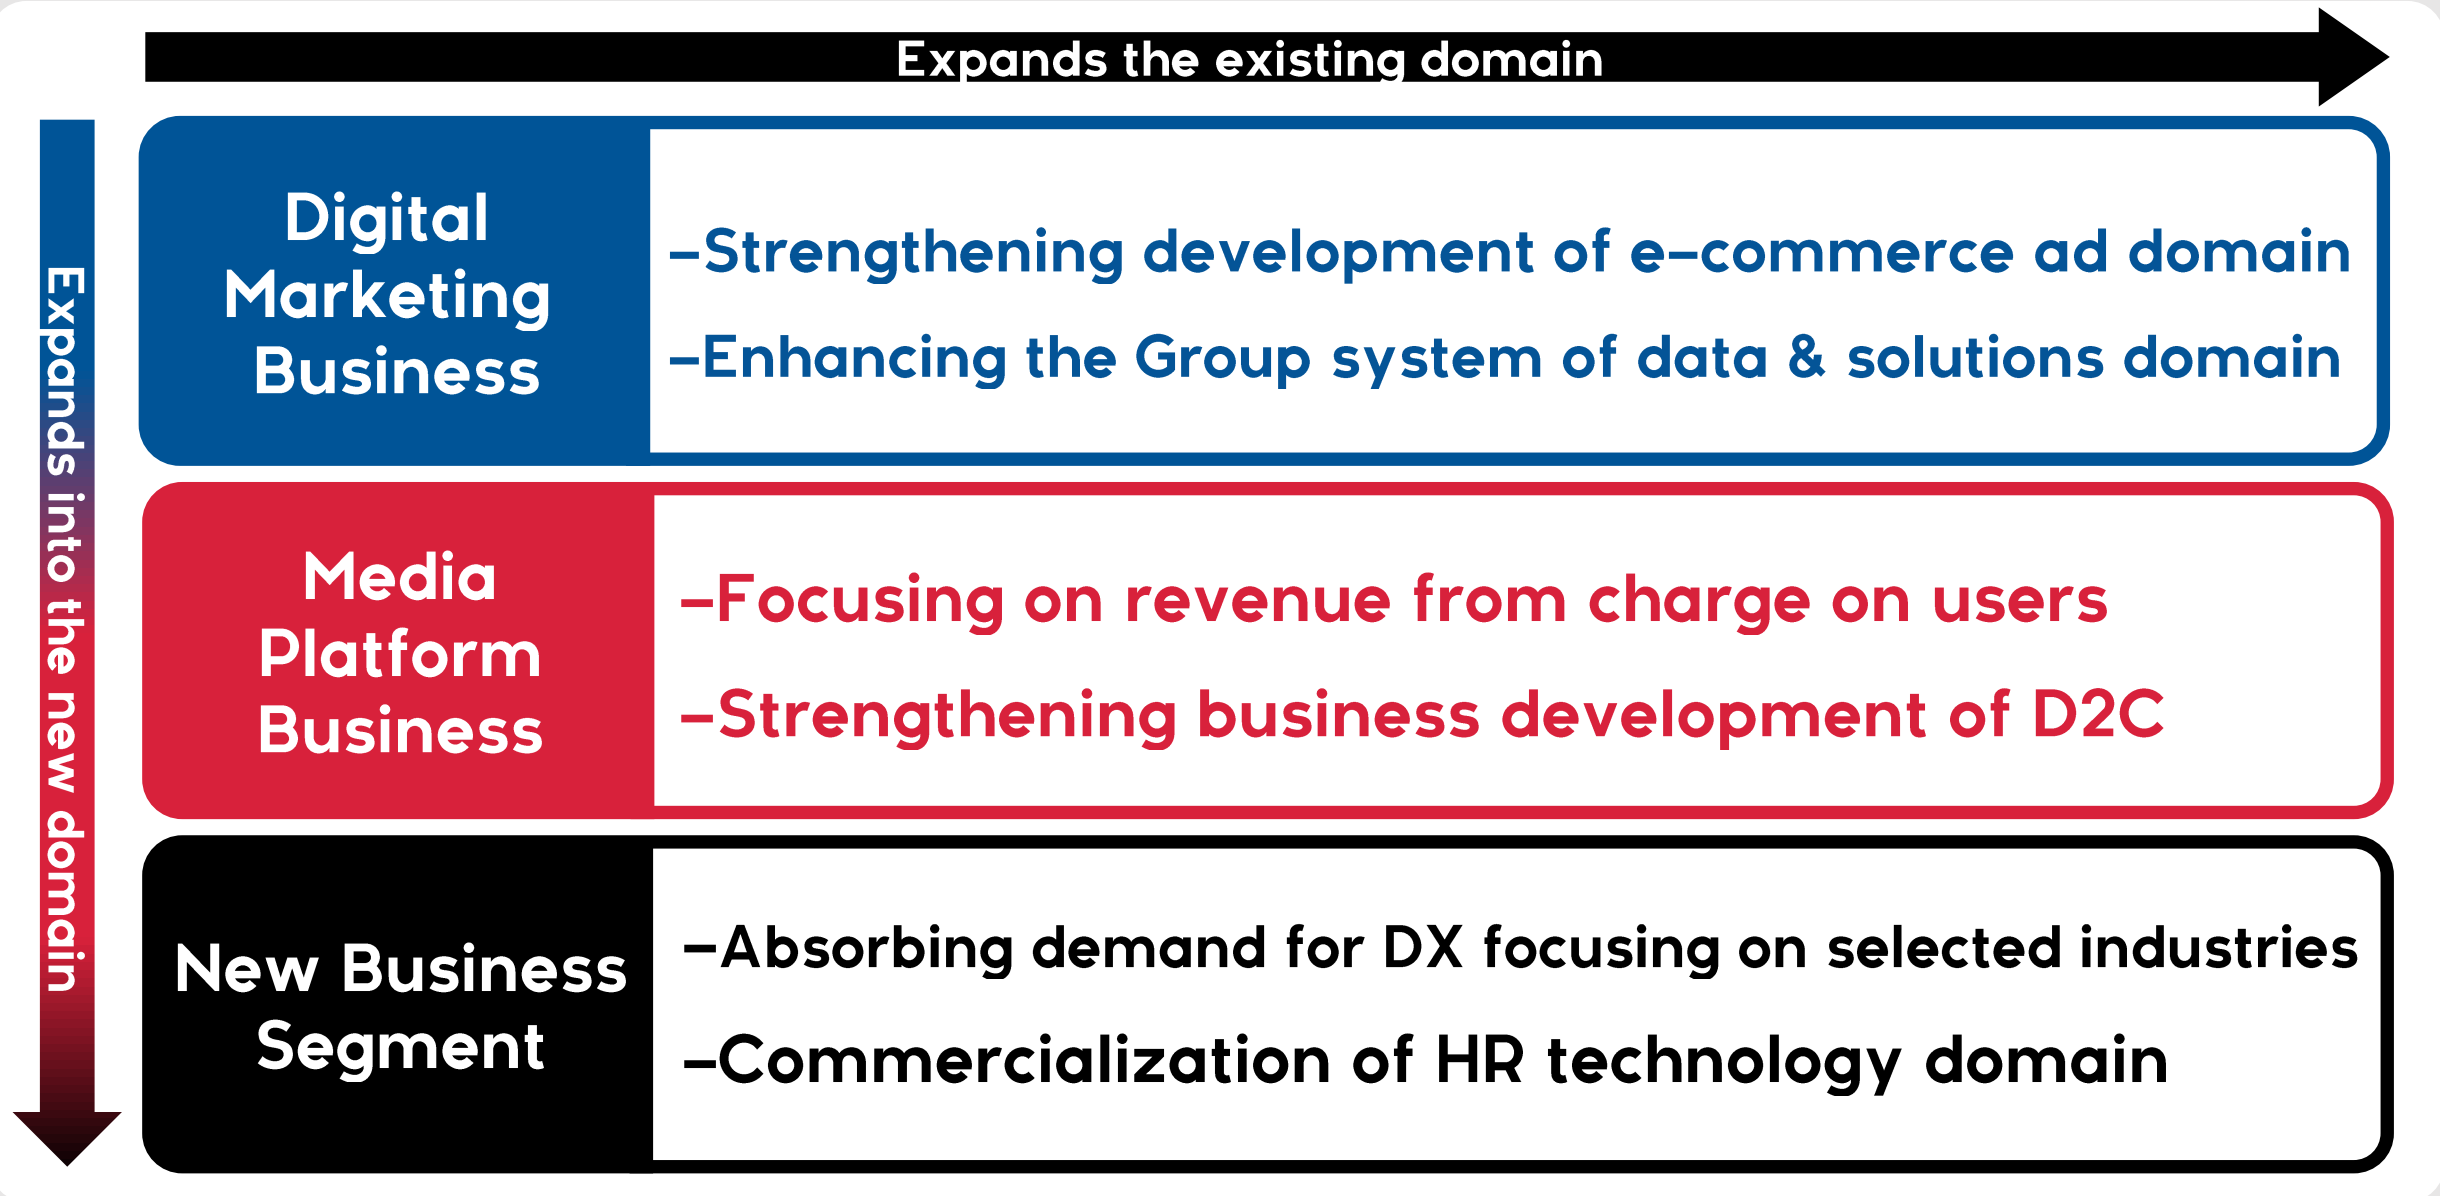 Expands the existing domain
Expands into the new domain
Digital
Marketing
Business
–Strengthening development of e–commerce ad domain
–Enhancing the Group system of data & solutions domain
Media
Platform
Business
–Focusing on revenue from charge on users
–Strengthening business development of D2C
New Business
Segment
–Absorbing demand for DX focusing on selected industries
–Commercialization of HR technology domain